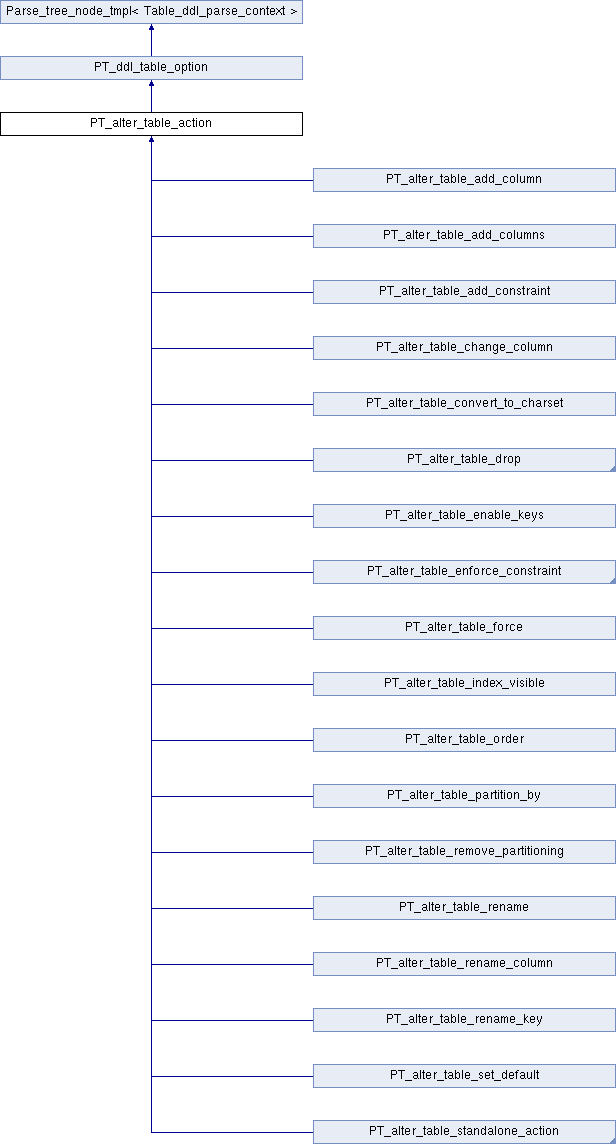 Parse_tree_node_tmpl< Table_ddl_parse_context >
PT_ddl_table_option
PT_alter_table_action
PT_alter_table_add_column
PT_alter_table_add_columns
PT_alter_table_add_constraint
PT_alter_table_change_column
PT_alter_table_convert_to_charset
PT_alter_table_drop
PT_alter_table_enable_keys
PT_alter_table_enforce_constraint
PT_alter_table_force
PT_alter_table_index_visible
PT_alter_table_order
PT_alter_table_partition_by
PT_alter_table_remove_partitioning
PT_alter_table_rename
PT_alter_table_rename_column
PT_alter_table_rename_key
PT_alter_table_set_default
PT_alter_table_standalone_action